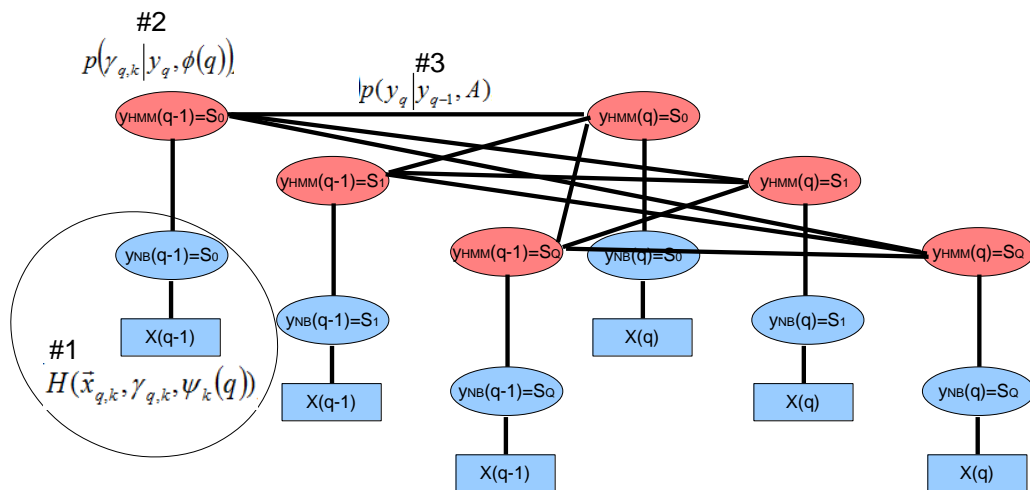 #2
p(γq,k|yq, ϕ(q))
#3
p(yq|yq-1, A)
yHMM(q-1)=S0
yHMM(q)=S0
yHMM(q-1)=S1
yHMM(q)=S1
yNB(q-1)=S0
yHMM(q-1)=SQ
yNB(q)=S0
yHMM(q)=SQ
yNB(q-1)=S1
yNB(q)=S1
X(q-1)
X(q)
#1
H(x⃗q,k, γq,k, ψk(q))
X(q-1)
yNB(q-1)=SQ
X(q)
yNB(q)=SQ
X(q-1)
X(q)